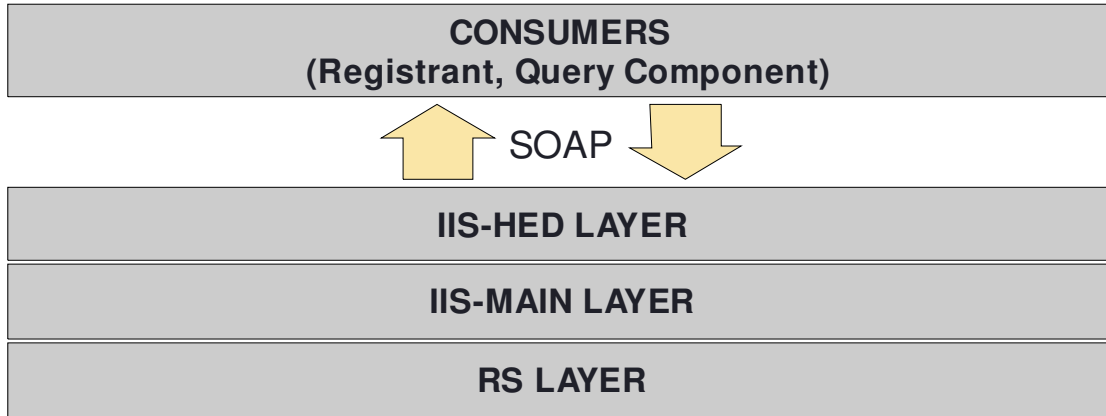 CONSUMERS
(Registrant, Query Component)
SOAP
IIS-HED LAYER
IIS-MAIN LAYER
RS LAYER